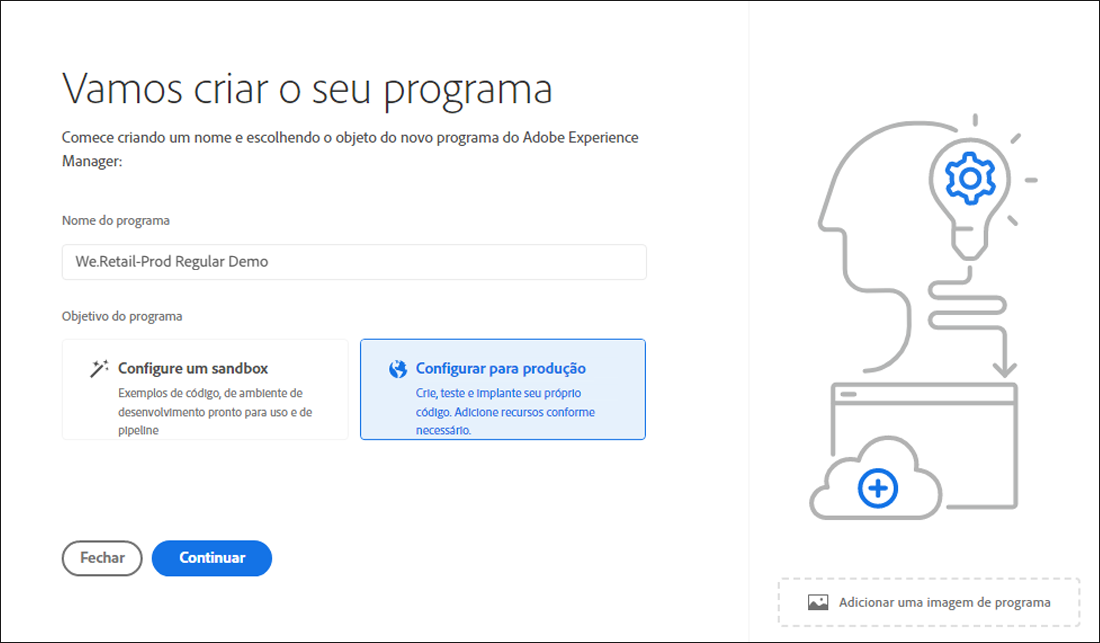 Vamos criar o seu programa
Comece criando um nome e escolhendo o objeto do novo programa do Adobe Experience
Manager:
Nome do programa
We.Retail-Prod Regular Demo
Objetivo do programa
Configure um sandbox
Exemplos de código, de ambiente de
desenvolvimento pronto para uso e de
pipeline
Configurar para produção
Crie, teste e implante seu próprio
código. Adicione recursos conforme
necessário.
Fechar
Continuar
Adicionar uma imagem de programa